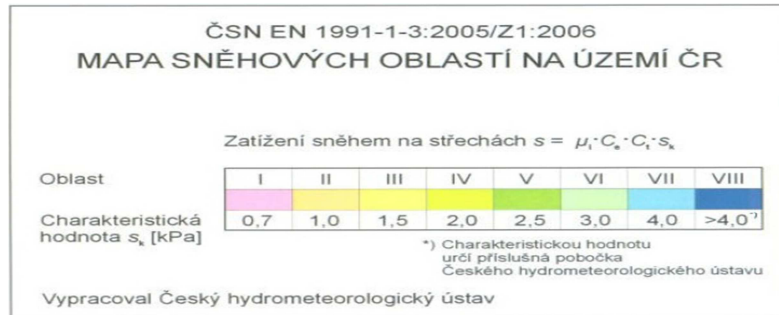 ČSN EN 1991-1-3:2005/Z1:2006
MAPA SNĚHOVÝCH OBLASTÍ NA ÚZEMÍ ČR
Zatížení sněhem na střechách s = μᵢ·Cₑ·Cₜ·sₖ
Oblast I II III IV V VI VII VIII
Charakteristická hodnota sₖ [kPa] 0,7 1,0 1,5 2,0 2,5 3,0 4,0 >4,0*)
*) Charakteristickou hodnotu
určí příslušná pobočka
Českého hydrometeorologického ústavu
Vypracoval Český hydrometeorologický ústav